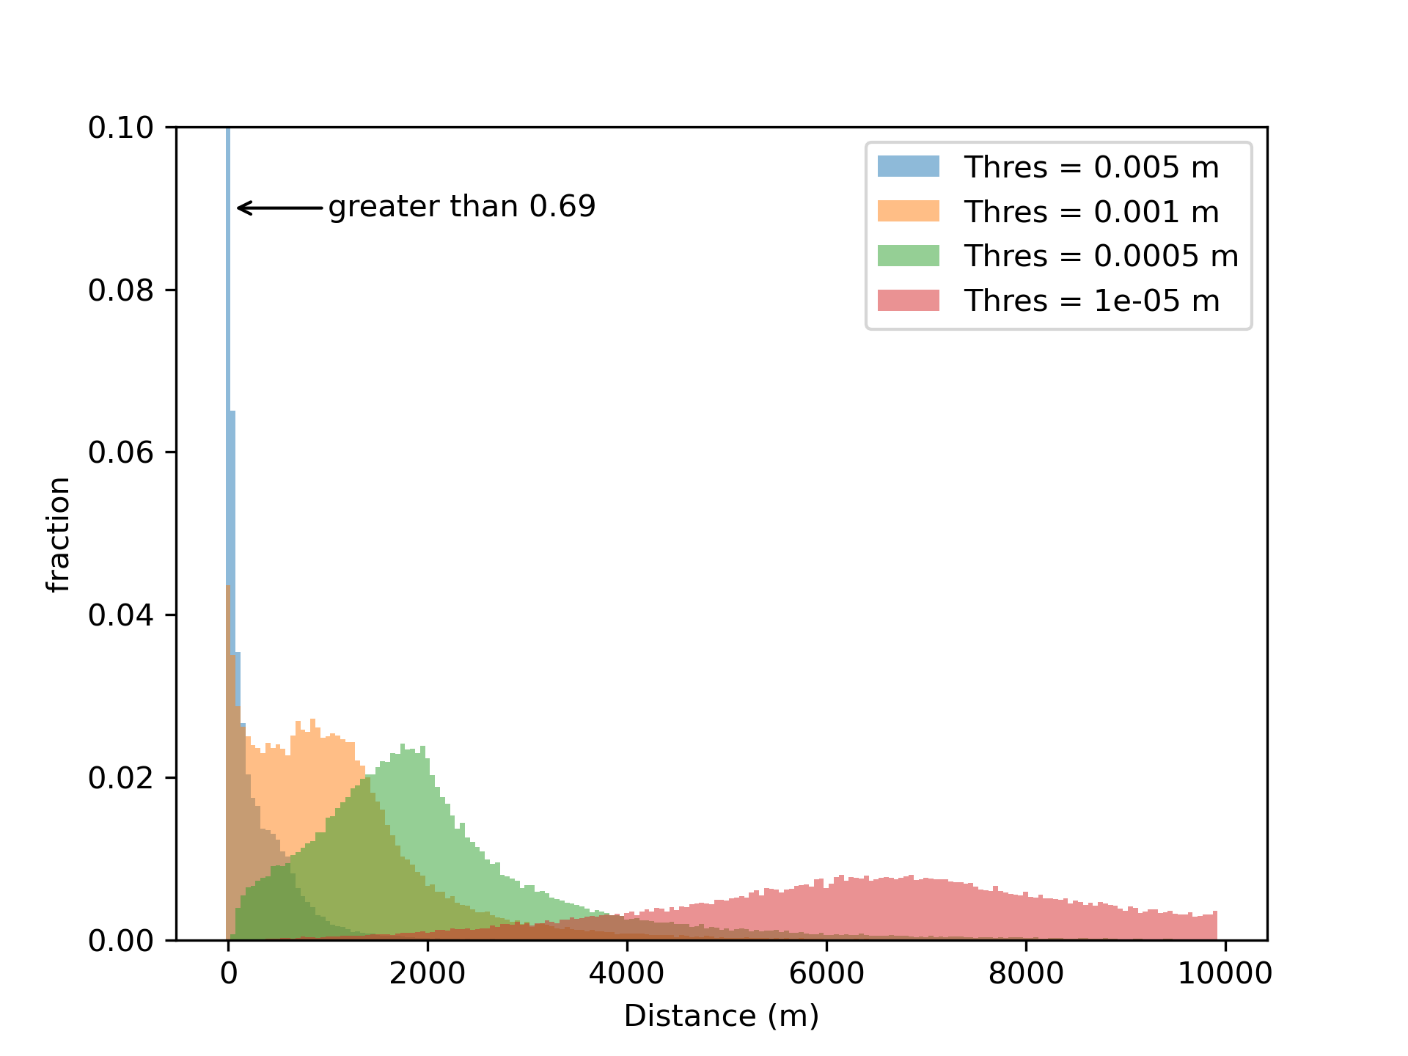 0.10
0.08
0.06
0.04
0.02
0.00
fraction
greater than 0.69
Thres = 0.005 m
Thres = 0.001 m
Thres = 0.0005 m
Thres = 1e-05 m
0 2000 4000 6000 8000 10000
Distance (m)